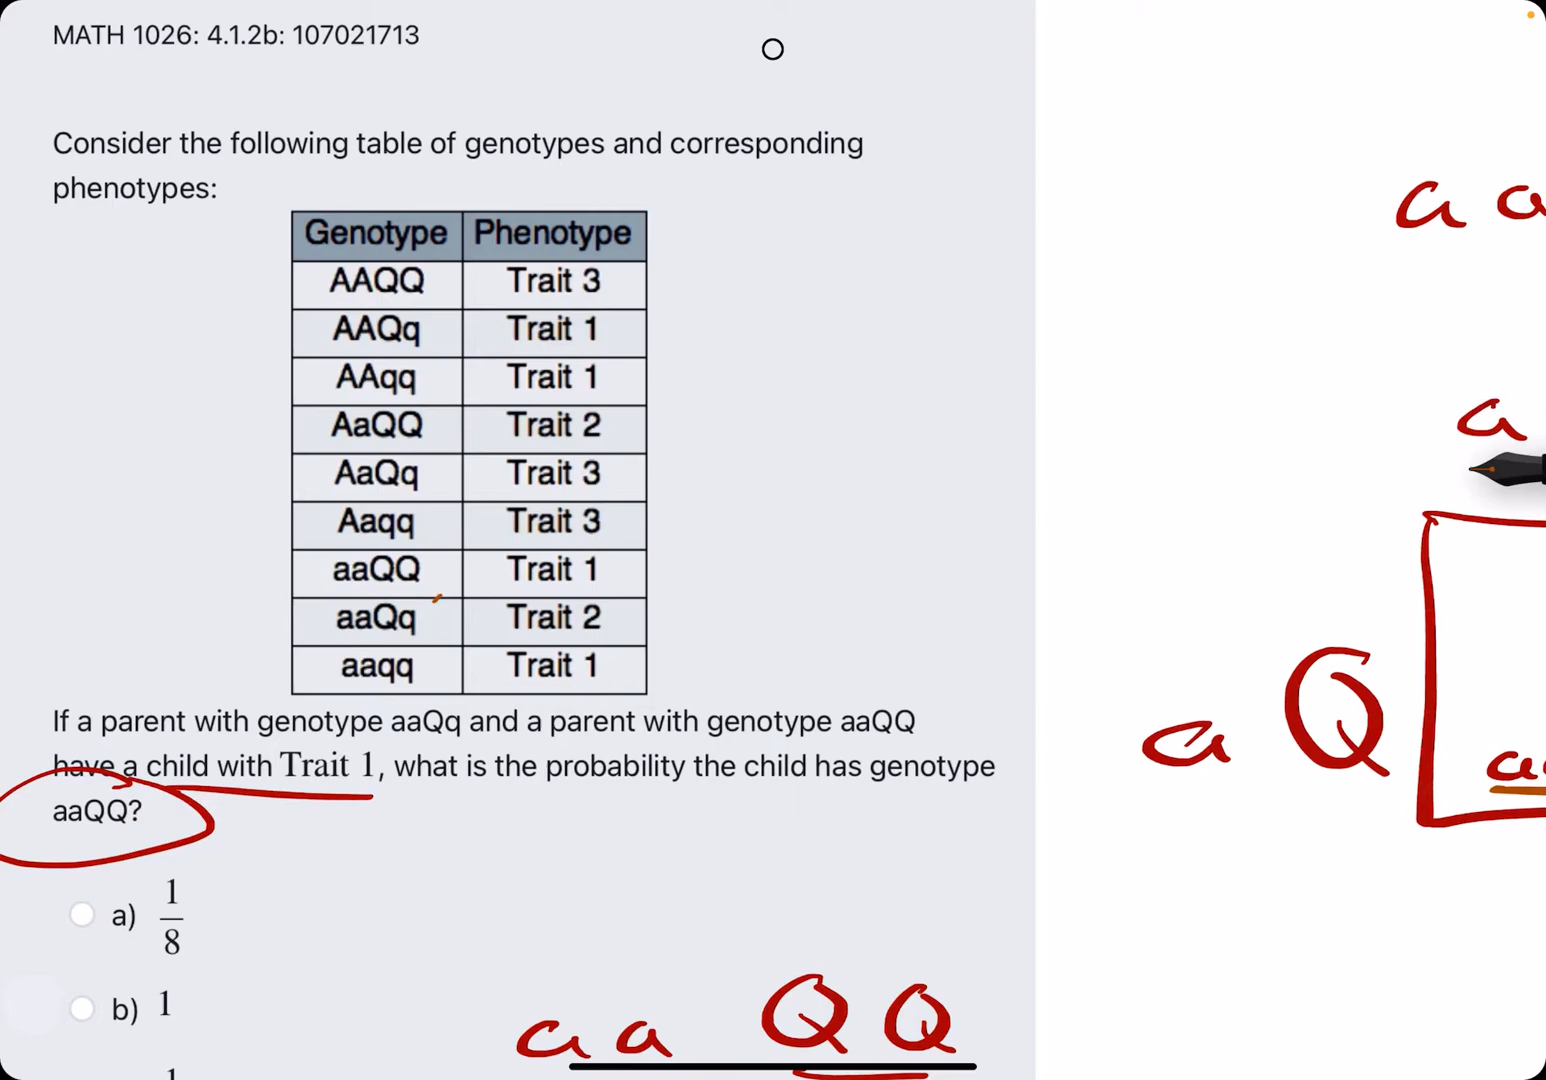 MATH 1026: 4.1.2b: 107021713
Consider the following table of genotypes and corresponding
phenotypes:
Genotype Phenotype
AAQQ Trait 3
AAQq Trait 1
AAqq Trait 1
AaQQ Trait 2
AaQq Trait 3
Aaqq Trait 3
aaQQ Trait 1
aaQq Trait 2
aaqq Trait 1
If a parent with genotype aaQq and a parent with genotype aaQQ
have a child with Trait 1, what is the probability the child has genotype
aaQQ?
a) 1/8
b) 1
1
a a Q Q
a a
a
a Q
a